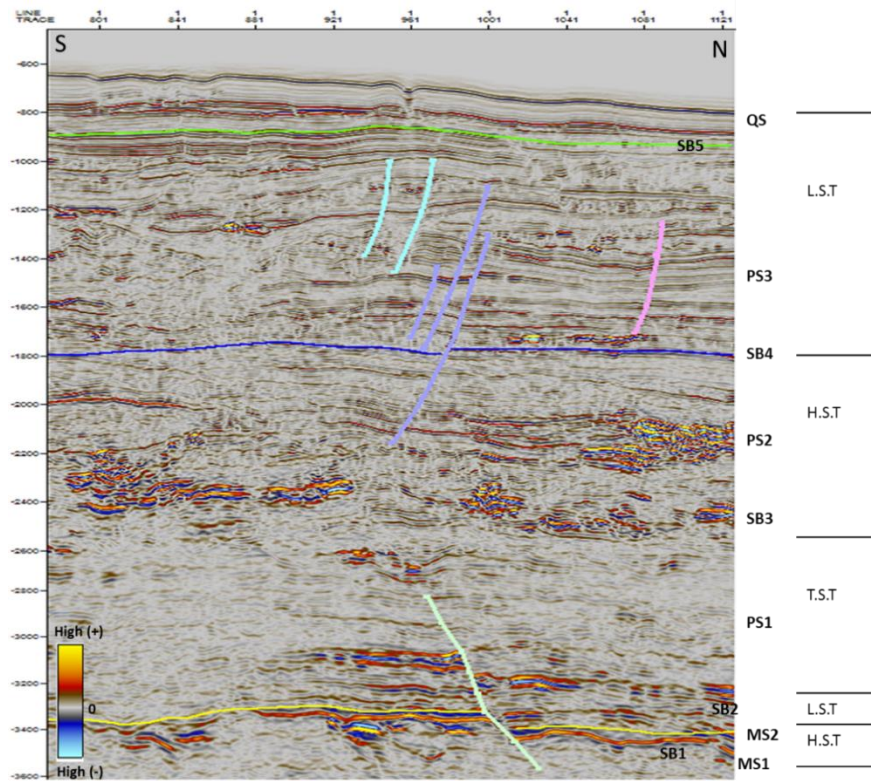 LINE 1 1 1 1 1 1 1 1 1
TRACE 801 841 881 921 961 1001 1041 1081 1121
S N
-600
-800
QS
SB5
-1000
L.S.T
-1200
PS3
-1400
-1600
SB4
-1800
-2000
H.S.T
PS2
-2200
-2400
SB3
-2600
T.S.T
-2800
PS1
High (+)
-3000
-3200
0
SB2
L.S.T
-3400
MS2
H.S.T
SB1
High (-)
MS1
-3600